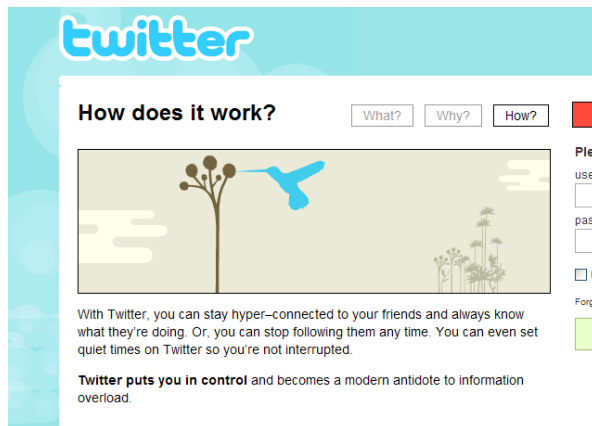 twitter
How does it work?
What? Why? How?
With Twitter, you can stay hyper–connected to your friends and always know
what they're doing. Or, you can stop following them any time. You can even set
quiet times on Twitter so you're not interrupted.
Twitter puts you in control and becomes a modern antidote to information
overload.